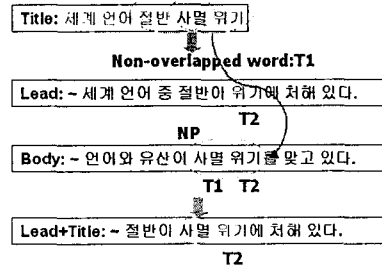 Title: 세계 언어 절반 사멸 위기
Non-overlapped word:T1
Lead: ~ 세계 언어 중 절반이 위기에 처해 있다.
T2
NP
Body: ~ 언어와 유산이 사멸 위기를 맞고 있다.
T1 T2
Lead+Title: ~ 절반이 사멸 위기에 처해 있다.
T2